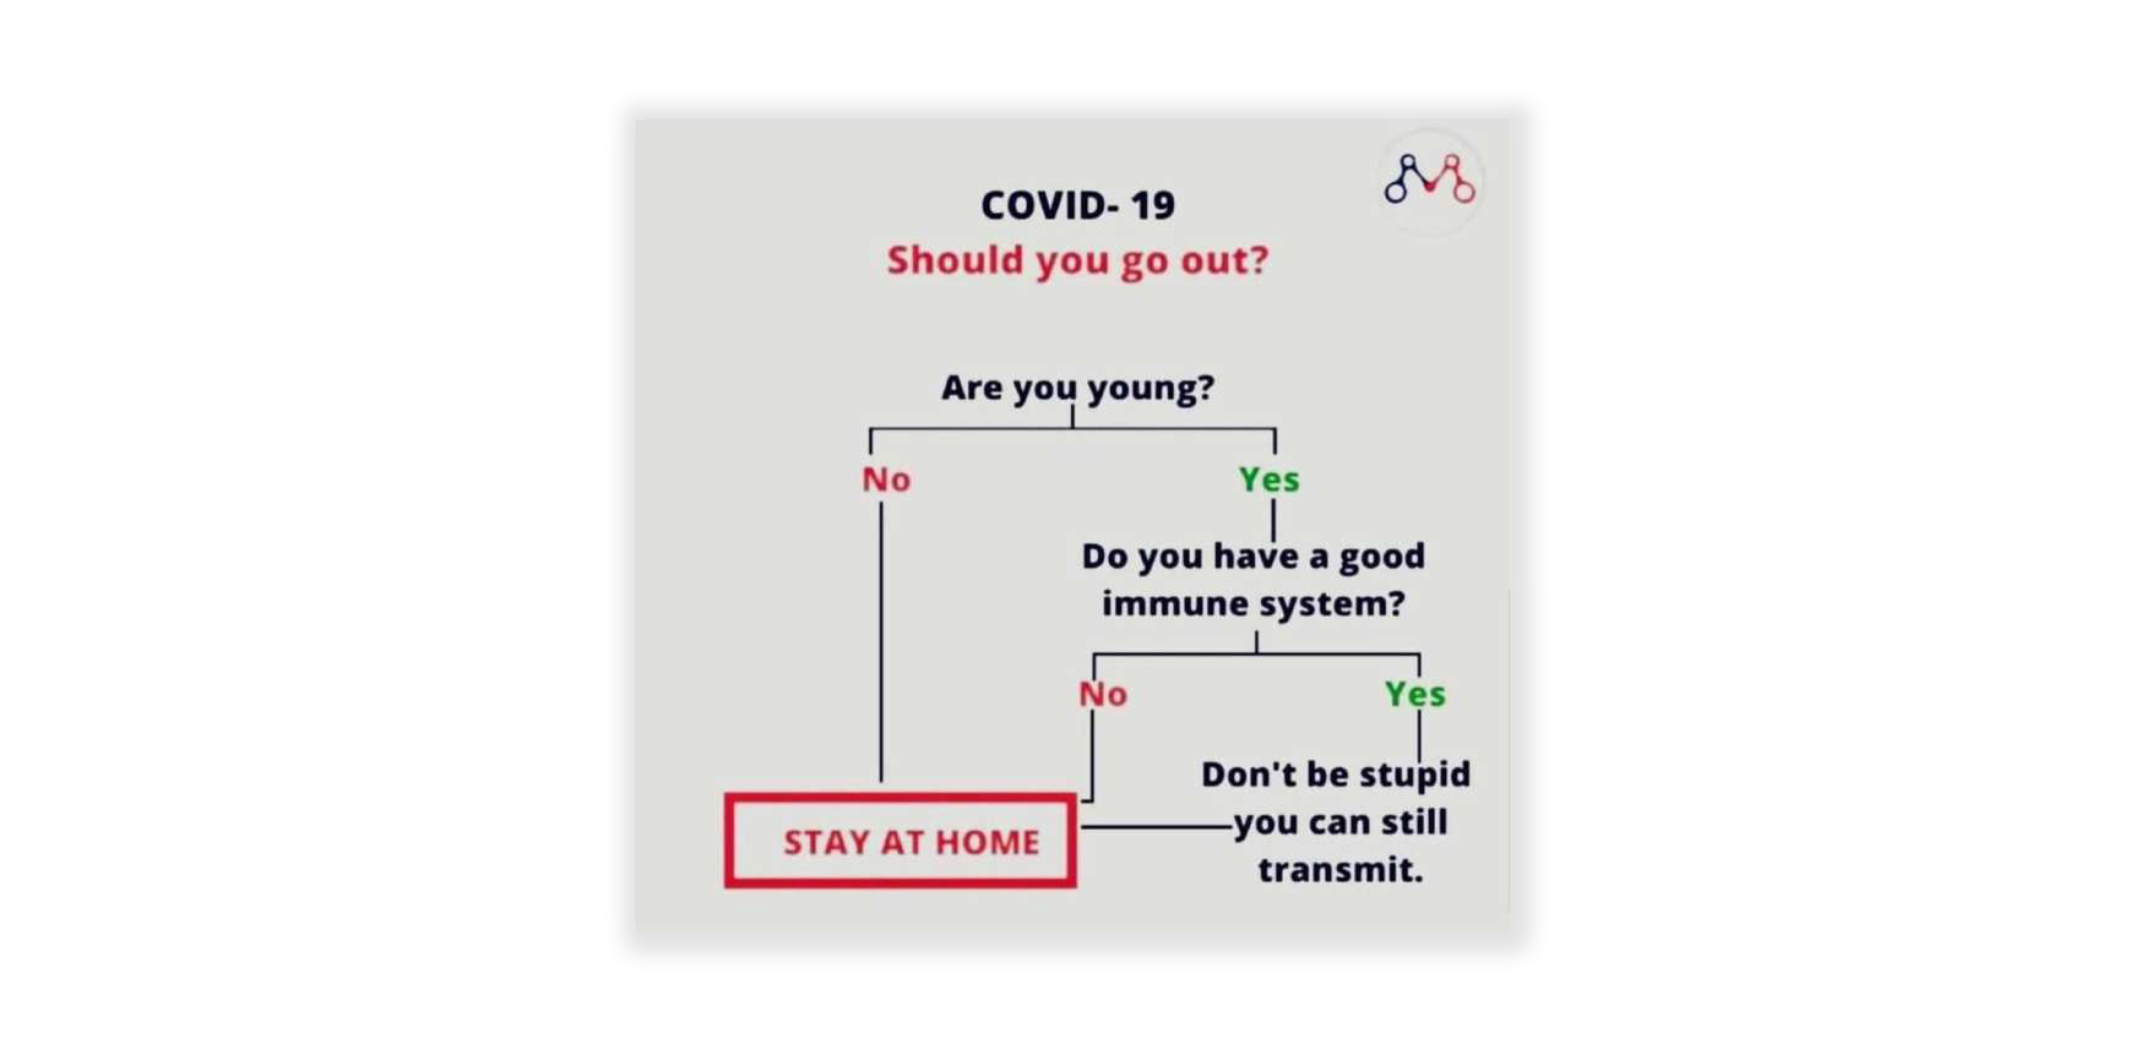 COVID- 19
Should you go out?
Are you young?
No
Yes
Do you have a good
immune system?
No
Yes
Don't be stupid
you can still
transmit.
STAY AT HOME